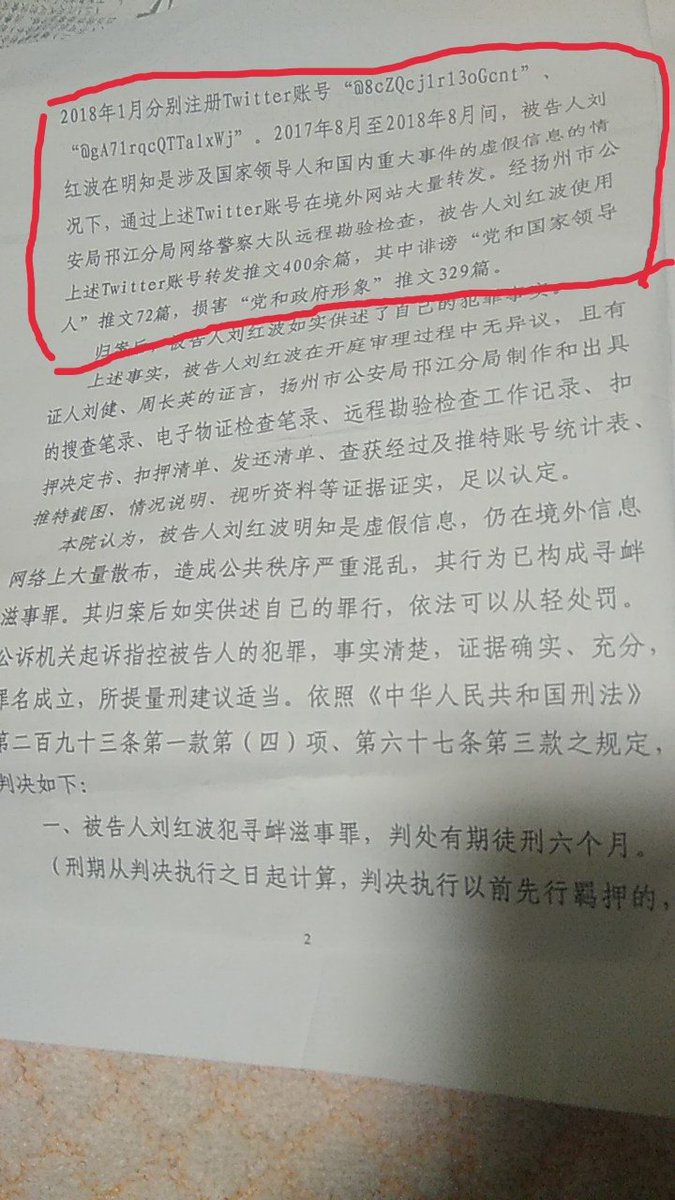 2018年1月分别注册Twitter账号“@8cZQcj1r13oGcnt”、
“@gA71rqcQTTa1xWj”。2017年8月至2018年8月间，被告人刘
红波在明知是涉及国家领导人和国内重大事件的虚假信息的情
况下，通过上述Twitter账号在境外网站大量转发。经扬州市公
安局邗江分局网络警察大队远程勘验检查，被告人刘红波使用
上述Twitter账号转发推文400余篇，其中诽谤“党和国家领导
人”推文72篇，损害“党和政府形象”推文329篇。
归案后，被告人刘红波如实供述了自己的犯罪事实。
上述事实，被告人刘红波在开庭审理过程中无异议，且有
证人刘健、周长英的证言，扬州市公安局邗江分局制作和出具
的搜查笔录、电子物证检查笔录、远程勘验检查工作记录、扣
押决定书、扣押清单、发还清单、查获经过及推特账号统计表、
推特截图、情况说明、视听资料等证据证实，足以认定。
本院认为，被告人刘红波明知是虚假信息，仍在境外信息
网络上大量散布，造成公共秩序严重混乱，其行为已构成寻衅
滋事罪。其归案后如实供述自己的罪行，依法可以从轻处罚。
公诉机关起诉指控被告人的犯罪，事实清楚，证据确实、充分，
罪名成立，所提量刑建议适当。依照《中华人民共和国刑法》
第二百九十三条第一款第（四）项、第六十七条第三款之规定，
判决如下：
一、被告人刘红波犯寻衅滋事罪，判处有期徒刑六个月。
（刑期从判决执行之日起计算，判决执行以前先行羁押的，
2